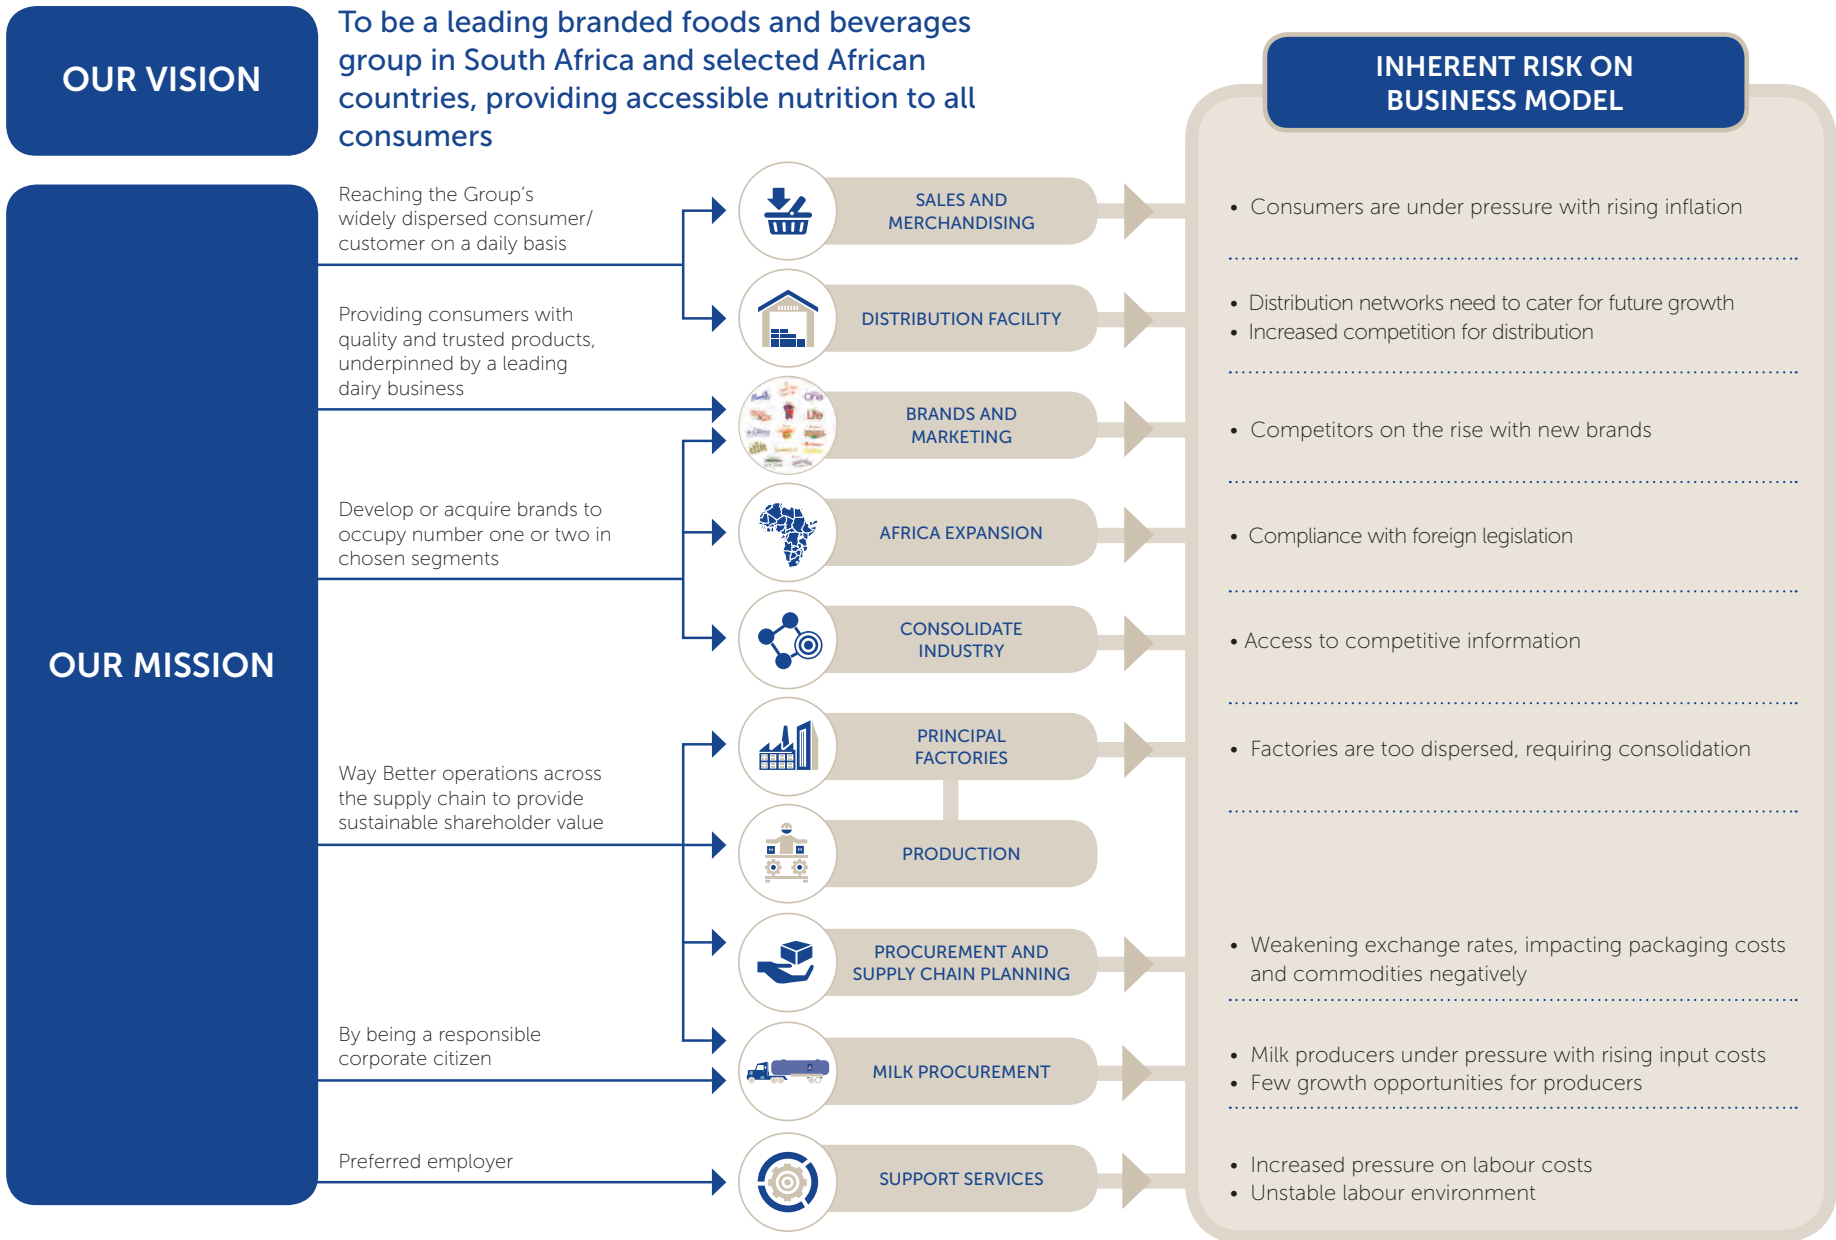 OUR VISION
To be a leading branded foods and beverages
group in South Africa and selected African
countries, providing accessible nutrition to all
consumers
OUR MISSION
Reaching the Group's
widely dispersed consumer/
customer on a daily basis
Providing consumers with
quality and trusted products,
underpinned by a leading
dairy business
Develop or acquire brands to
occupy number one or two in
chosen segments
Way Better operations across
the supply chain to provide
sustainable shareholder value
By being a responsible
corporate citizen
Preferred employer
SALES AND
MERCHANDISING
DISTRIBUTION FACILITY
BRANDS AND
MARKETING
AFRICA EXPANSION
CONSOLIDATE
INDUSTRY
PRINCIPAL
FACTORIES
PRODUCTION
PROCUREMENT AND
SUPPLY CHAIN PLANNING
MILK PROCUREMENT
SUPPORT SERVICES
INHERENT RISK ON
BUSINESS MODEL
• Consumers are under pressure with rising inflation
• Distribution networks need to cater for future growth
• Increased competition for distribution
• Competitors on the rise with new brands
• Compliance with foreign legislation
• Access to competitive information
• Factories are too dispersed, requiring consolidation
• Weakening exchange rates, impacting packaging costs
and commodities negatively
• Milk producers under pressure with rising input costs
• Few growth opportunities for producers
• Increased pressure on labour costs
• Unstable labour environment